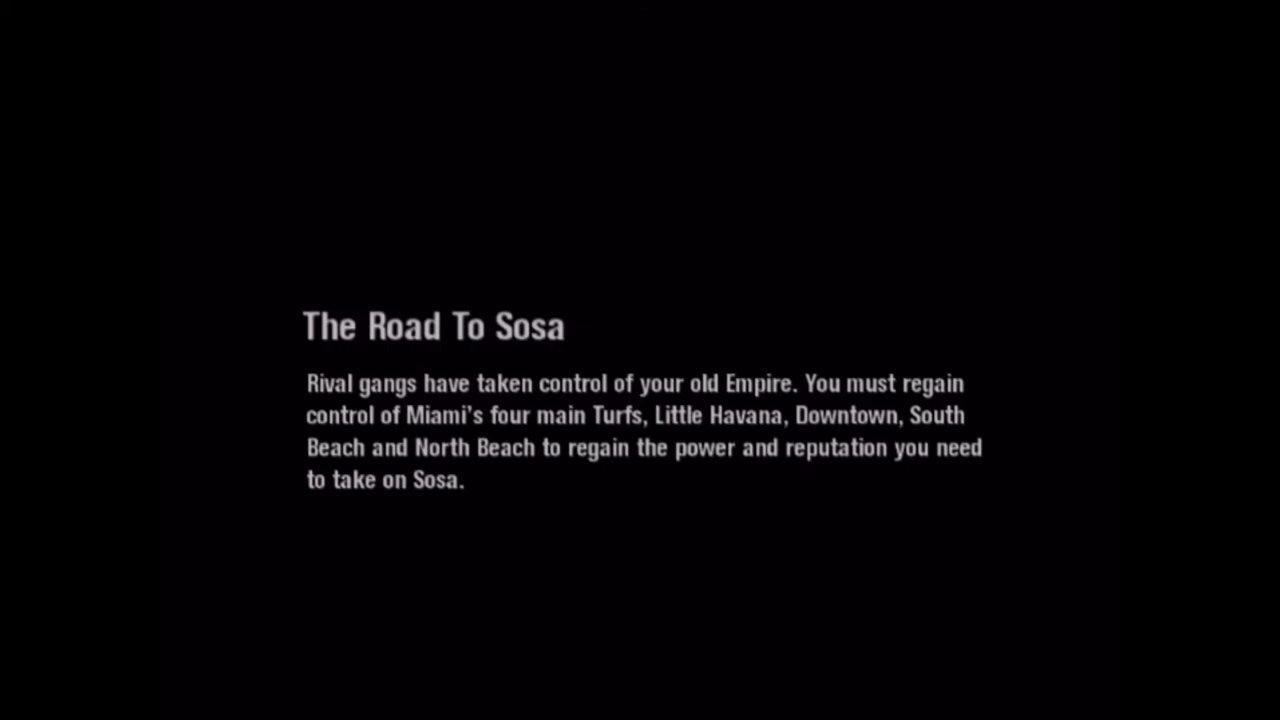 The Road To Sosa
Rival gangs have taken control of your old Empire. You must regain
control of Miami's four main Turfs, Little Havana, Downtown, South
Beach and North Beach to regain the power and reputation you need
to take on Sosa.